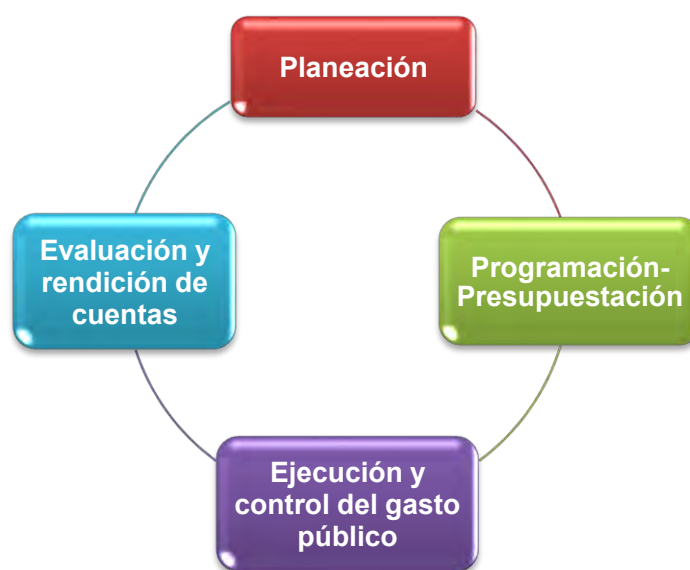 Planeación
Programación-
Presupuestación
Ejecución y
control del gasto
público
Evaluación y
rendición de
cuentas